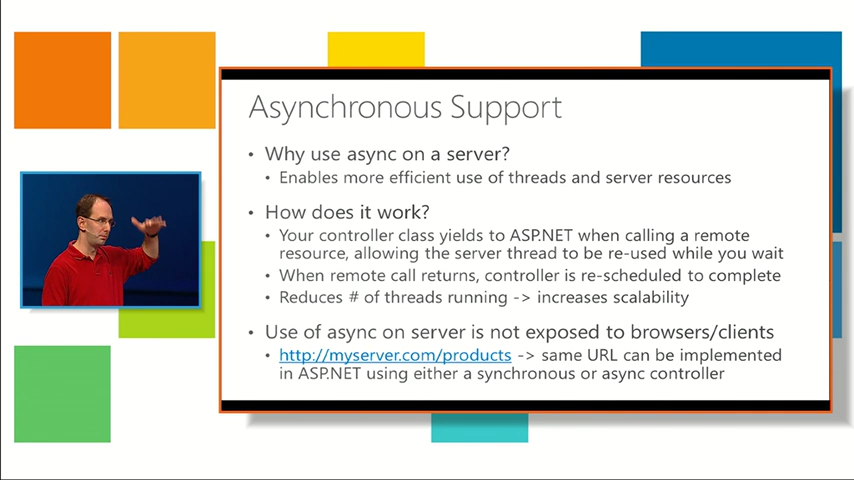 Asynchronous Support
• Why use async on a server?
• Enables more efficient use of threads and server resources
• How does it work?
• Your controller class yields to ASP.NET when calling a remote
resource, allowing the server thread to be re-used while you wait
• When remote call returns, controller is re-scheduled to complete
• Reduces # of threads running -> increases scalability
• Use of async on server is not exposed to browsers/clients
• http://myserver.com/products -> same URL can be implemented
in ASP.NET using either a synchronous or async controller